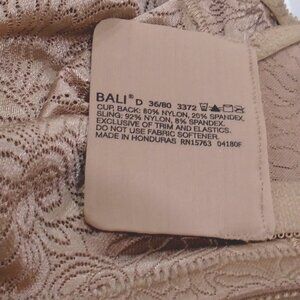 BALI® D 36/80 3372
CUP, BACK: 80% NYLON, 20% SPANDEX.
SLING: 92% NYLON, 8% SPANDEX.
EXCLUSIVE OF TRIM AND ELASTICS.
DO NOT USE FABRIC SOFTENER.
MADE IN HONDURAS RN15763 04180F